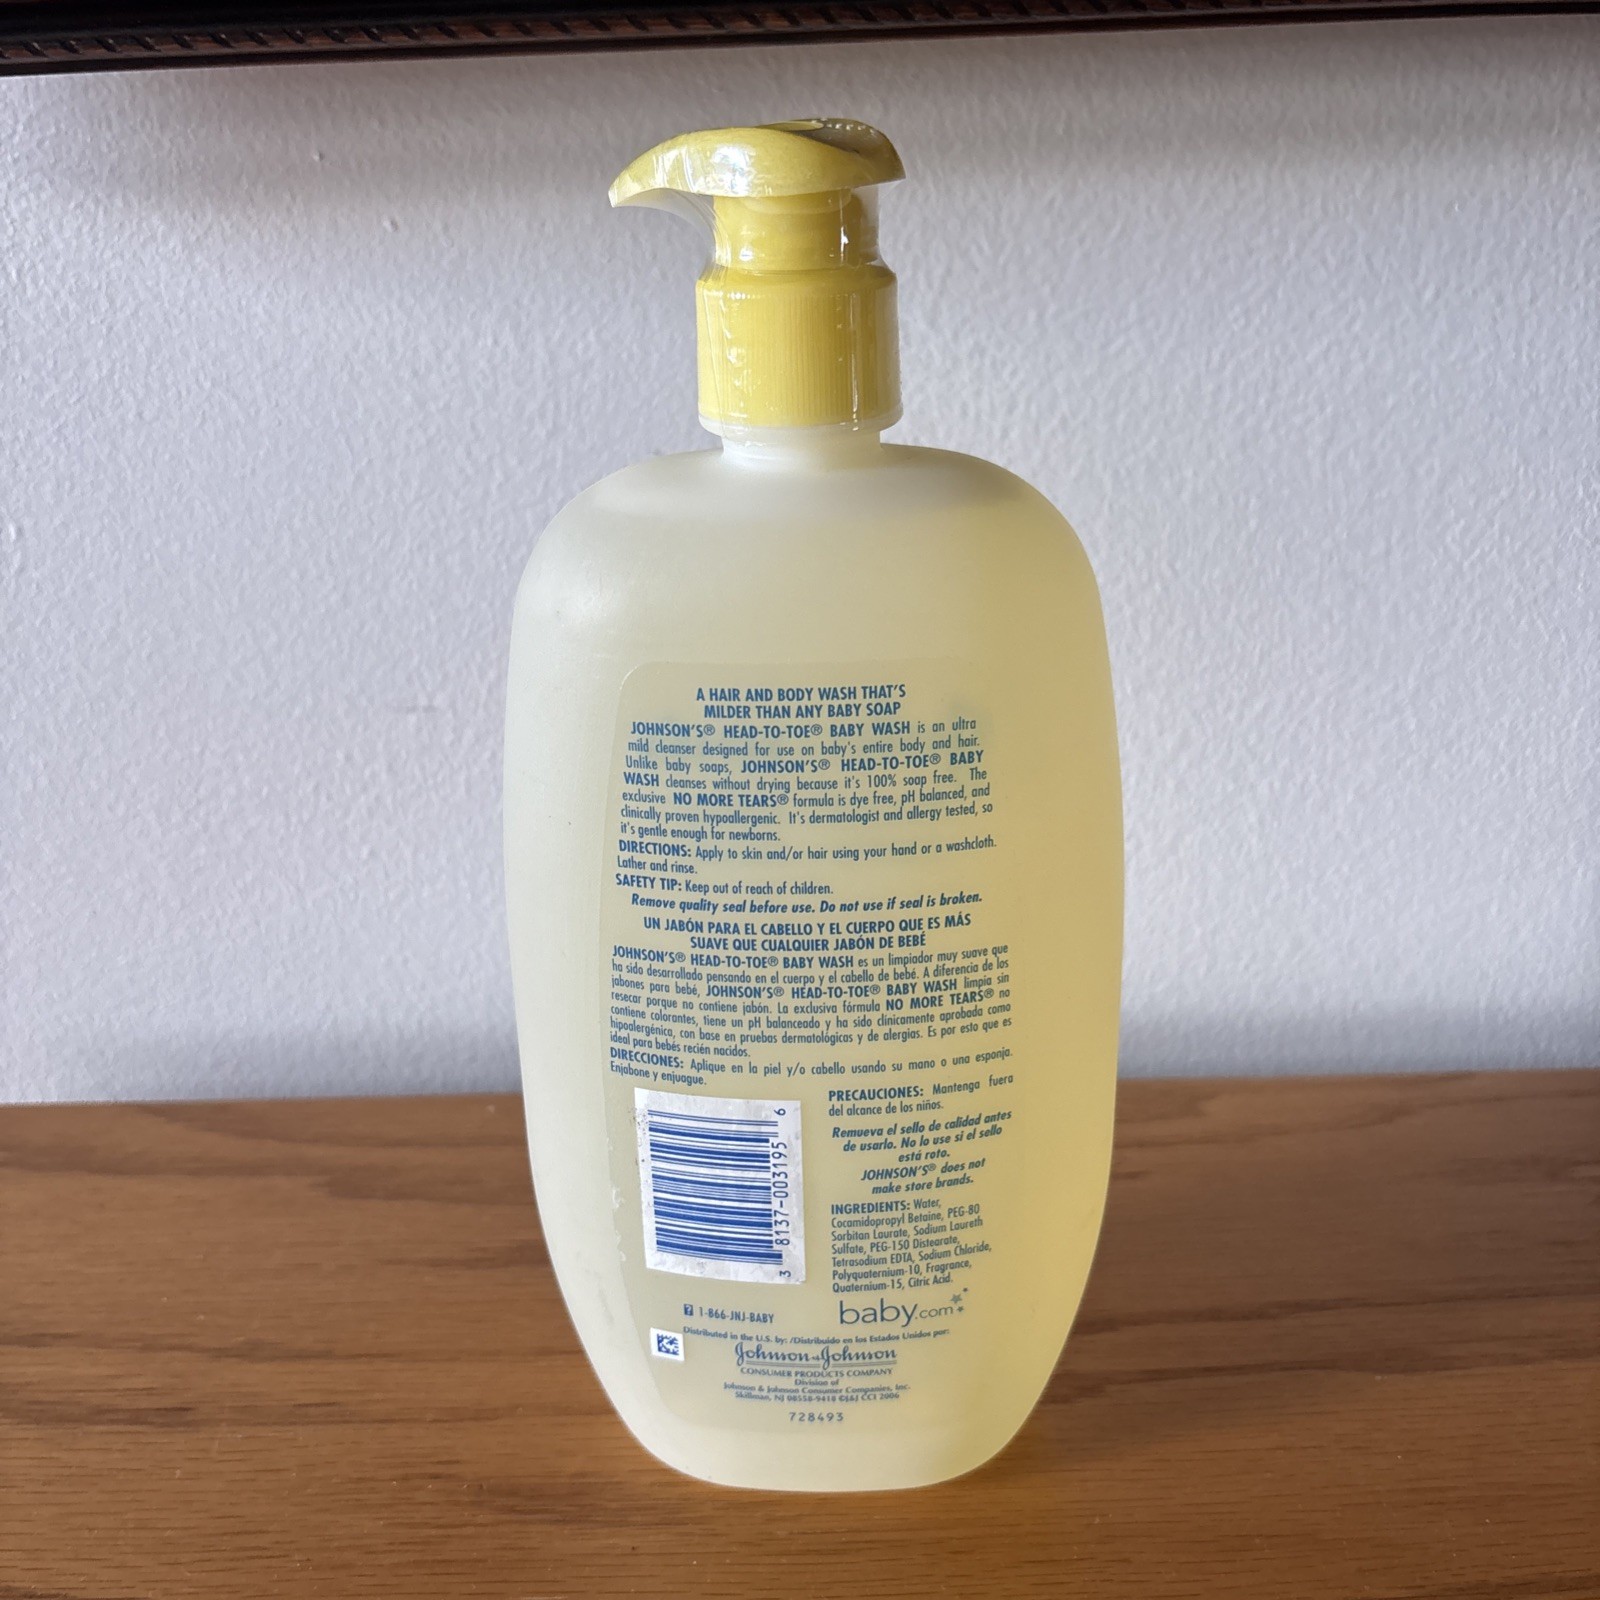 A HAIR AND BODY WASH THAT'S
MILDER THAN ANY BABY SOAP
JOHNSON'S® HEAD-TO-TOE® BABY WASH is an ultra
mild cleanser designed for use on baby's entire body and hair.
Unlike baby soaps, JOHNSON'S® HEAD-TO-TOE® BABY
WASH cleanses without drying because it's 100% soap free. The
exclusive NO MORE TEARS® formula is dye free, pH balanced, and
clinically proven hypoallergenic. It's dermatologist and allergy tested, so
it's gentle enough for newborns.
DIRECTIONS: Apply to skin and/or hair using your hand or a washcloth.
Lather and rinse.
SAFETY TIP: Keep out of reach of children.
Remove quality seal before use. Do not use if seal is broken.
UN JABÓN PARA EL CABELLO Y EL CUERPO QUE ES MÁS
SUAVE QUE CUALQUIER JABÓN DE BEBÉ
JOHNSON'S® HEAD-TO-TOE® BABY WASH es un limpiador muy suave que
ha sido desarrollado pensando en el cuerpo y el cabello de bebé. A diferencia de los
jabones para bebé, JOHNSON'S® HEAD-TO-TOE® BABY WASH limpia sin
resecar porque no contiene jabón. La exclusiva fórmula NO MORE TEARS® no
contiene colorantes, tiene un pH balanceado y ha sido clínicamente aprobada como
hipoalergénica, con base en pruebas dermatológicas y de alergias. Es por esto que es
ideal para bebés recién nacidos.
DIRECCIONES: Aplique en la piel y/o cabello usando su mano o una esponja.
Enjabone y enjuague.
PRECAUCIONES: Mantenga fuera
del alcance de los niños.
Remueva el sello de calidad antes
de usarlo. No lo use si el sello
está roto.
JOHNSON'S® does not
make store brands.
INGREDIENTS: Water,
Cocamidopropyl Betaine, PEG-80
Sorbitan Laurate, Sodium Laureth
Sulfate, PEG-150 Distearate,
Tetrasodium EDTA, Sodium Chloride,
Polyquaternium-10, Fragrance,
Quaternium-15, Citric Acid.
3 8137-003195 6
? 1-866-JNJ-BABY
baby.com
Distributed in the U.S. by: /Distribuido en los Estados Unidos por:
Johnson & Johnson
CONSUMER PRODUCTS COMPANY
Division of
Johnson & Johnson Consumer Companies, Inc.
Skillman, NJ 08558-9418 ©J&J CCI 2006
728493